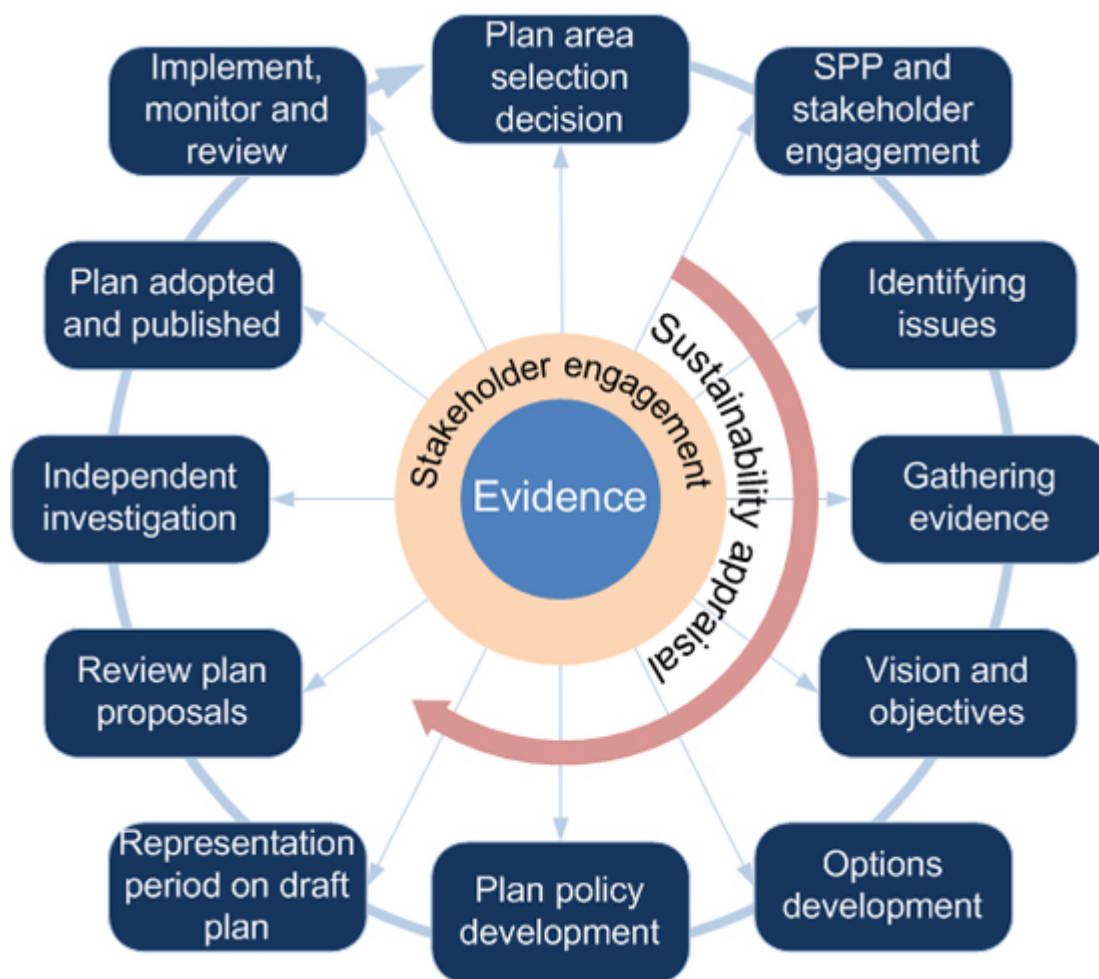 Plan area
selection
decision
SPP and
stakeholder
engagement
Identifying
issues
Gathering
evidence
Vision and
objectives
Options
development
Plan policy
development
Representation
period on draft
plan
Review plan
proposals
Independent
investigation
Plan adopted
and published
Implement,
monitor and
review
Stakeholder engagement
Evidence
Sustainability appraisal